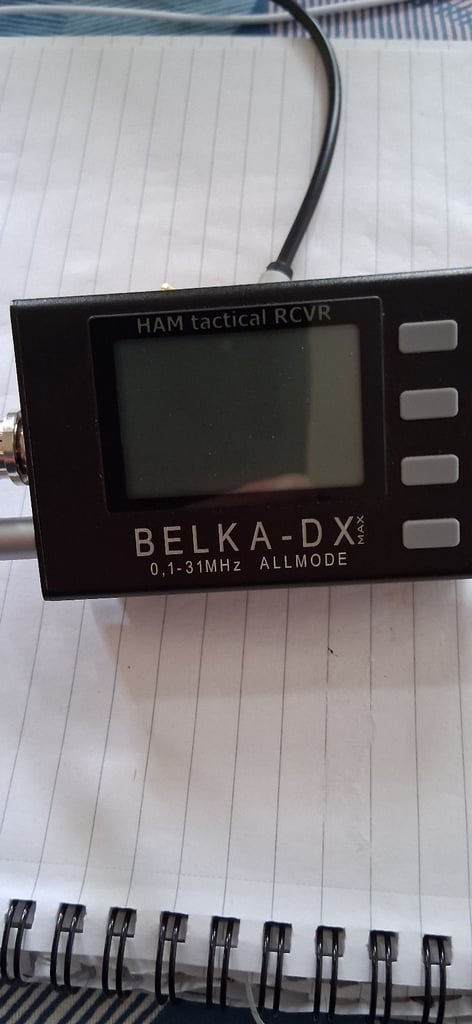 HAM tactical RCVR
BELKA-DX MAX
0,1-31MHz ALLMODE